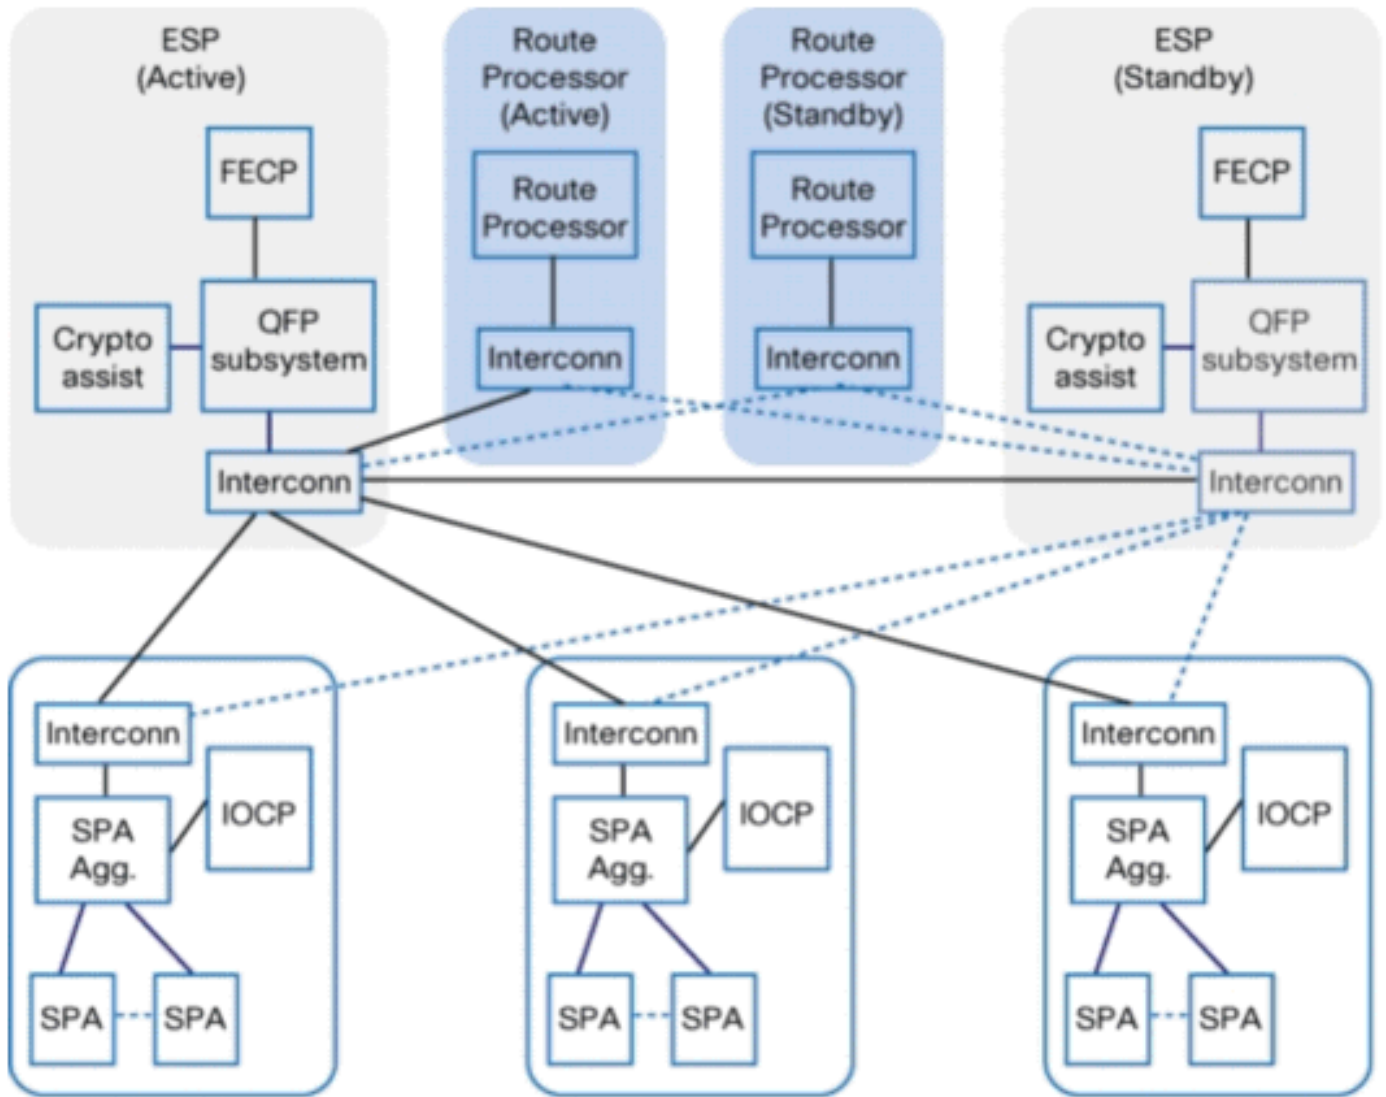 ESP
(Active)
Route
Processor
(Active)
Route
Processor
(Standby)
ESP
(Standby)
FECP
Route
Processor
Route
Processor
FECP
Crypto
assist
QFP
subsystem
Interconn
Interconn
Crypto
assist
QFP
subsystem
Interconn
Interconn
Interconn
IOCP
SPA
Agg.
SPA
SPA
Interconn
IOCP
SPA
Agg.
SPA
SPA
Interconn
IOCP
SPA
Agg.
SPA
SPA